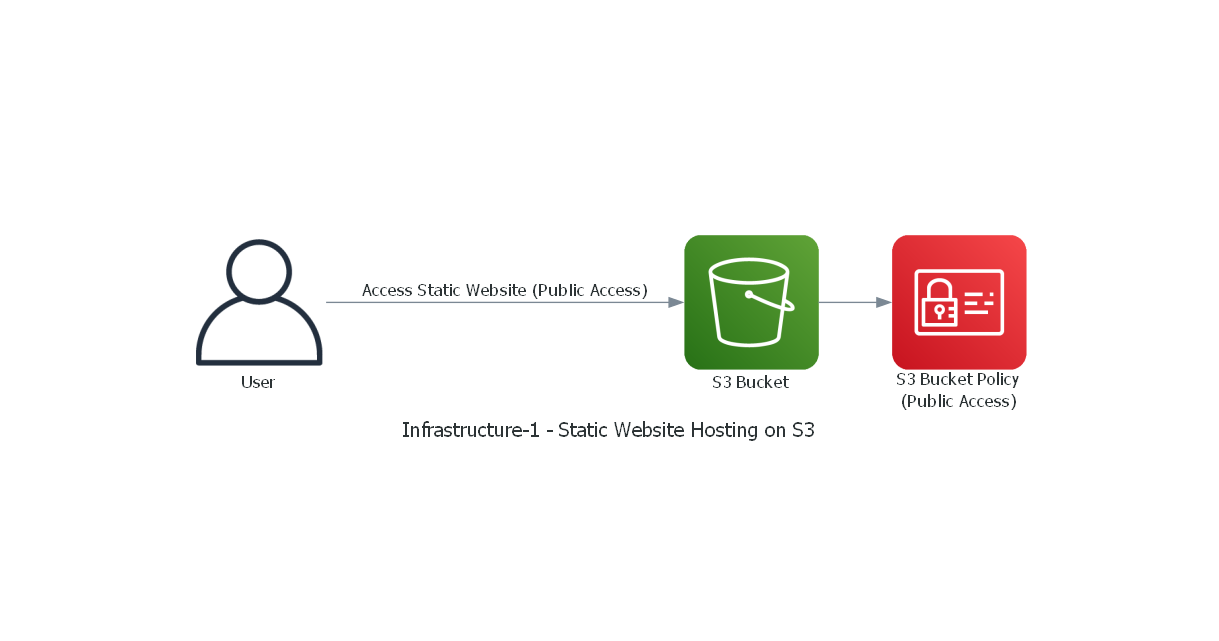 Access Static Website (Public Access)
User
S3 Bucket
S3 Bucket Policy
(Public Access)
Infrastructure-1 - Static Website Hosting on S3